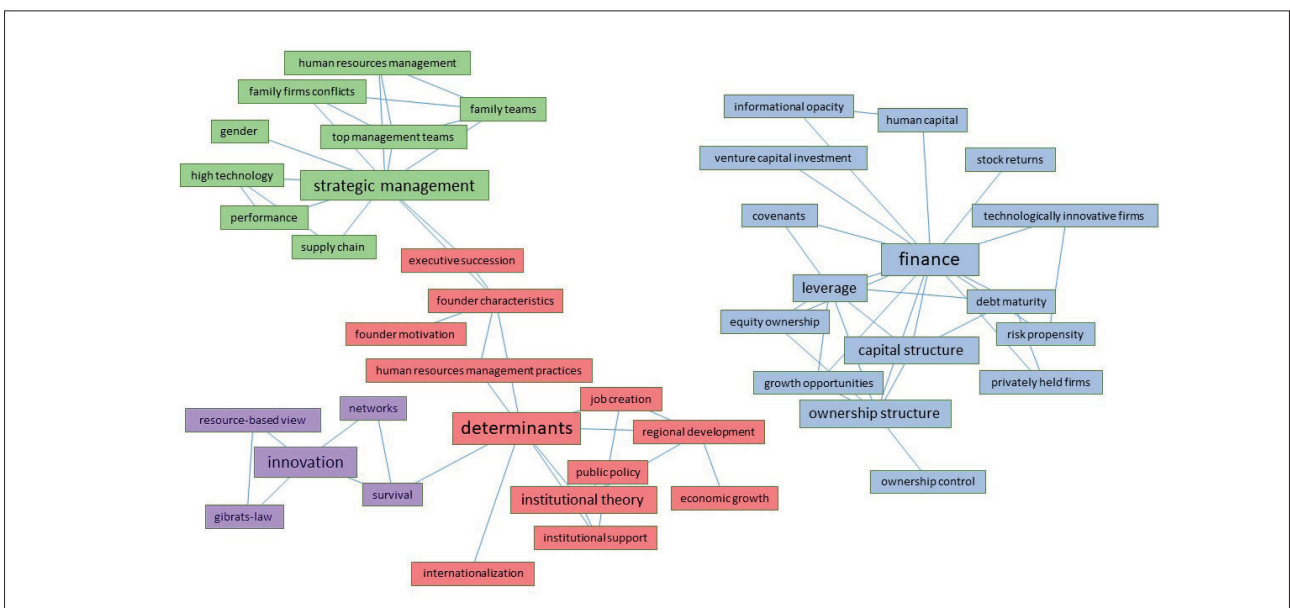 human resources management
family firms conflicts
family teams
gender
top management teams
high technology
strategic management
performance
supply chain
executive succession
founder characteristics
founder motivation
human resources management practices
job creation
determinants
regional development
public policy
institutional theory
economic growth
institutional support
internationalization
networks
resource-based view
innovation
survival
gibrats-law
informational opacity
human capital
venture capital investment
stock returns
covenants
technologically innovative firms
finance
leverage
debt maturity
equity ownership
risk propensity
capital structure
growth opportunities
privately held firms
ownership structure
ownership control